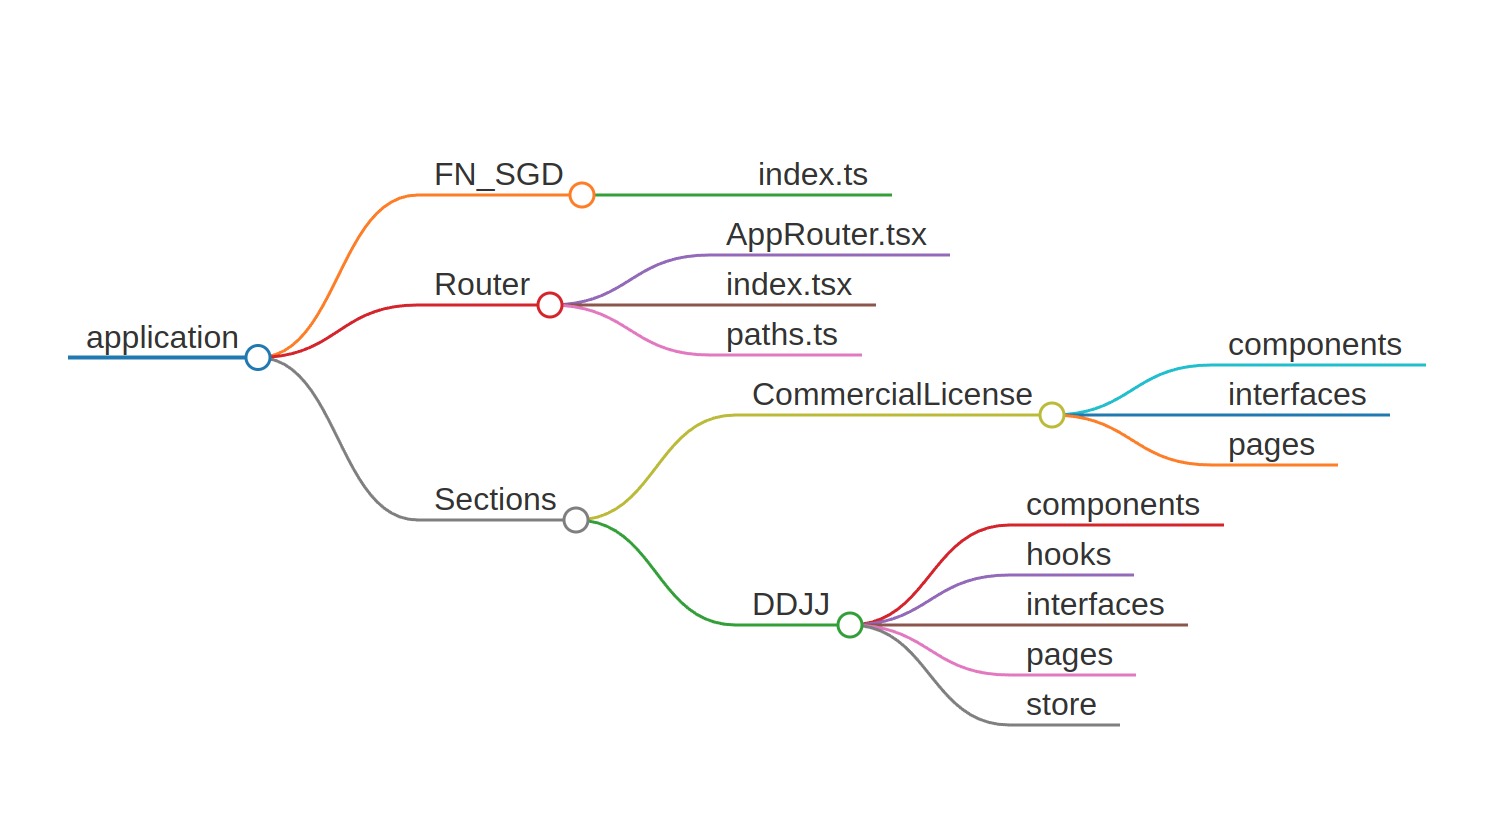 application
FN_SGD
index.ts
Router
AppRouter.tsx
index.tsx
paths.ts
Sections
CommercialLicense
components
interfaces
pages
DDJJ
components
hooks
interfaces
pages
store